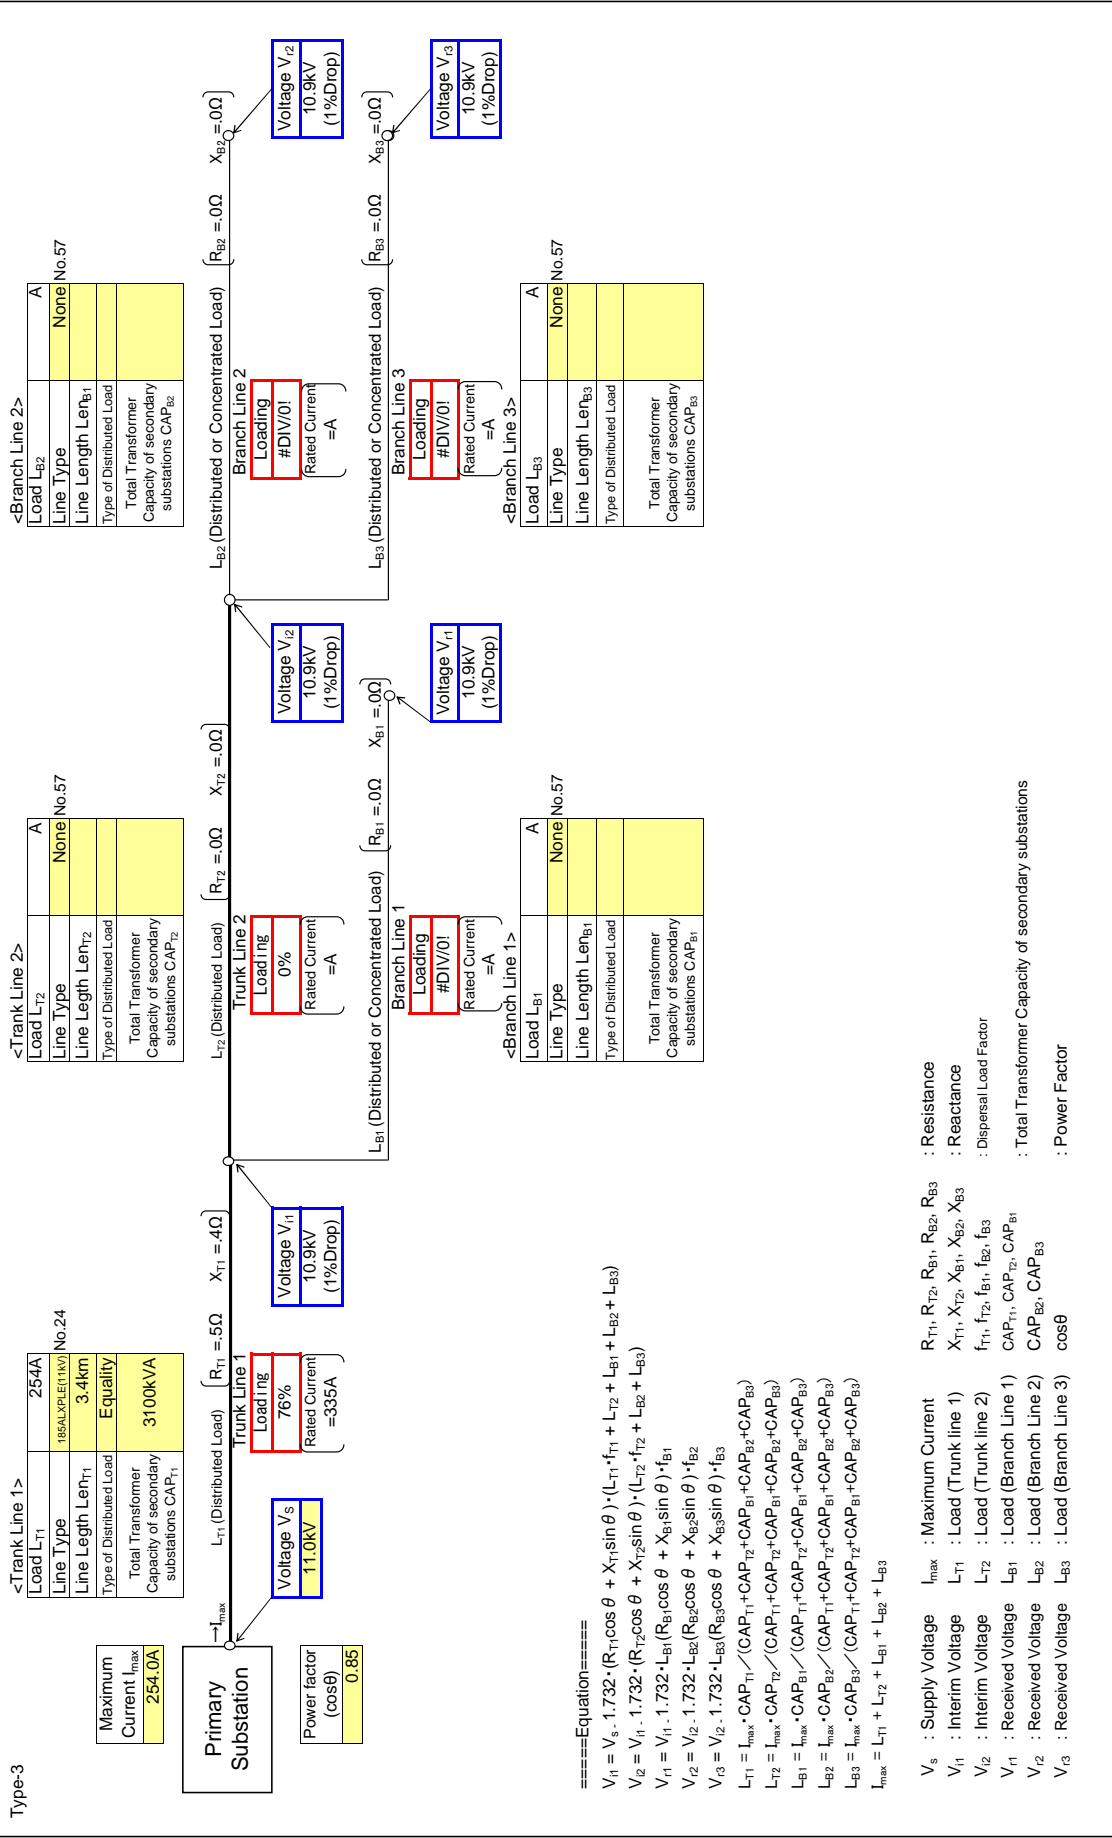 Type-3
Maximum
Current Imax
254.0A
Primary
Substation
Power factor
(cosθ)
0.85
→Imax
Voltage VS
11.0kV
<Trank Line 1>
Load LT1 254A
Line Type 185ALXPLE(11kV) No.24
Line Legth LenT1 3.4km
Type of Distributed Load Equality
Total Transformer
Capacity of secondary
substations CAPT1
3100kVA
LT1 (Distributed Load) RT1 =.5Ω XT1 =.4Ω
Trunk Line 1
Loading
76%
Rated Current
=335A
Voltage Vi1
10.9kV
(1%Drop)
<Trank Line 2>
Load LT2 A
Line Type None No.57
Line Legth LenT2
Type of Distributed Load
Total Transformer
Capacity of secondary
substations CAPT2
LT2 (Distributed Load) RT2 =.0Ω XT2 =.0Ω
Trunk Line 2
Loading
0%
Rated Current
=A
Voltage Vi2
10.9kV
(1%Drop)
LB1 (Distributed or Concentrated Load) RB1 =.0Ω XB1 =.0Ω
Branch Line 1
Loading
#DIV/0!
Rated Current
=A
Voltage Vr1
10.9kV
(1%Drop)
<Branch Line 1>
Load LB1 A
Line Type None No.57
Line Length LenB1
Type of Distributed Load
Total Transformer
Capacity of secondary
substations CAPB1
<Branch Line 2>
Load LB2 A
Line Type None No.57
Line Length LenB1
Type of Distributed Load
Total Transformer
Capacity of secondary
substations CAPB2
LB2 (Distributed or Concentrated Load) RB2 =.0Ω XB2 =.0Ω
Branch Line 2
Loading
#DIV/0!
Rated Current
=A
Voltage Vr2
10.9kV
(1%Drop)
LB3 (Distributed or Concentrated Load) RB3 =.0Ω XB3 =.0Ω
Branch Line 3
Loading
#DIV/0!
Rated Current
=A
Voltage Vr3
10.9kV
(1%Drop)
<Branch Line 3>
Load LB3 A
Line Type None No.57
Line Length LenB3
Type of Distributed Load
Total Transformer
Capacity of secondary
substations CAPB3
=====Equation=====
Vi1 = Vs - 1.732・(RT1cosθ + XT1sinθ)・(LT1・fT1 + LT2 + LB1 + LB2 + LB3)
Vi2 = Vi1 - 1.732・(RT2cosθ + XT2sinθ)・(LT2・fT2 + LB2 + LB3)
Vr1 = Vi1 - 1.732・LB1(RB1cosθ + XB1sinθ)・fB1
Vr2 = Vi2 - 1.732・LB2(RB2cosθ + XB2sinθ)・fB2
Vr3 = Vi2 - 1.732・LB3(RB3cosθ + XB3sinθ)・fB3
LT1 = Imax・CAPT1／(CAPT1+CAPT2+CAPB1+CAPB2+CAPB3)
LT2 = Imax・CAPT2／(CAPT1+CAPT2+CAPB1+CAPB2+CAPB3)
LB1 = Imax・CAPB1／(CAPT1+CAPT2+CAPB1+CAPB2+CAPB3)
LB2 = Imax・CAPB2／(CAPT1+CAPT2+CAPB1+CAPB2+CAPB3)
LB3 = Imax・CAPB3／(CAPT1+CAPT2+CAPB1+CAPB2+CAPB3)
Imax = LT1 + LT2 + LB1 + LB2 + LB3
Vs : Supply Voltage Imax : Maximum Current RT1, RT2, RB1, RB2, RB3 : Resistance
Vi1 : Interim Voltage LT1 : Load (Trunk line 1) XT1, XT2, XB1, XB2, XB3 : Reactance
Vi2 : Interim Voltage LT2 : Load (Trunk line 2) fT1, fT2, fB1, fB2, fB3 : Dispersal Load Factor
Vr1 : Received Voltage LB1 : Load (Branch Line 1) CAPT1, CAPT2, CAPB1 : Total Transformer Capacity of secondary substations
Vr2 : Received Voltage LB2 : Load (Branch Line 2) CAPB2, CAPB3
Vr3 : Received Voltage LB3 : Load (Branch Line 3) cosθ : Power Factor